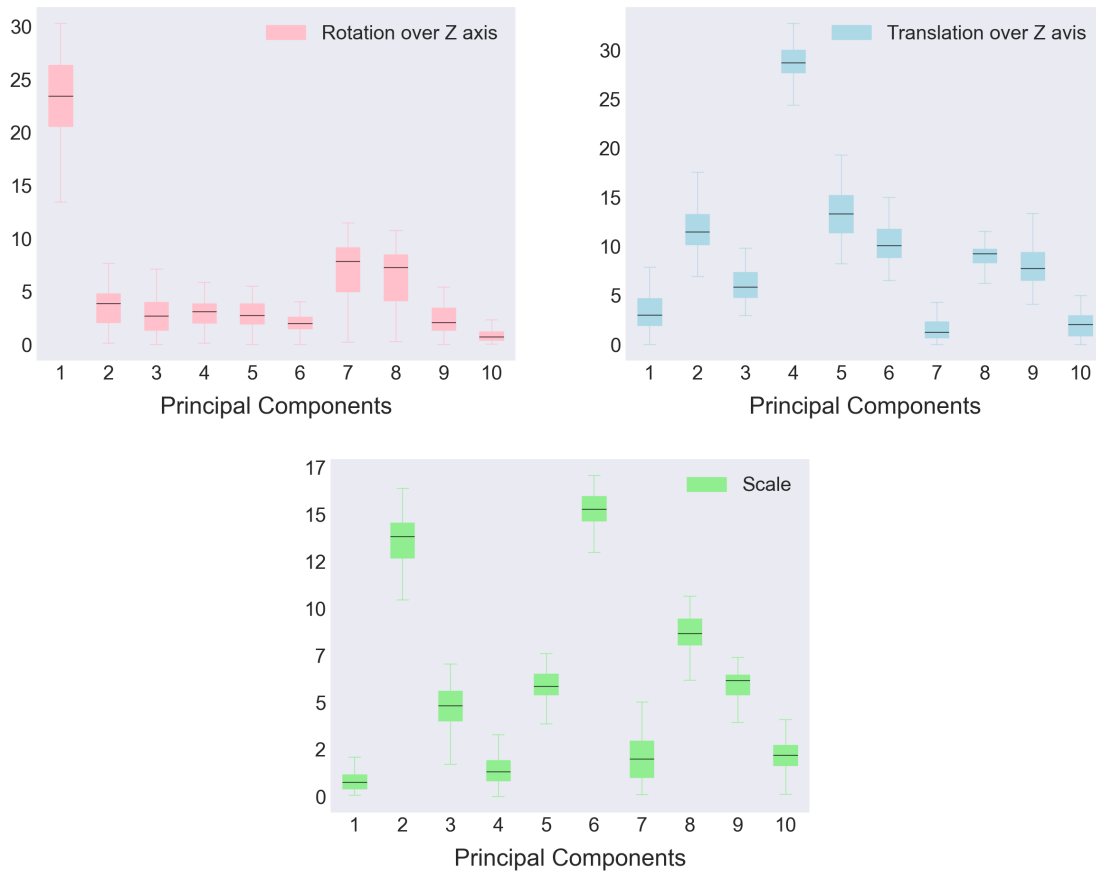 Rotation over Z axis
30
25
20
15
10
5
0
1 2 3 4 5 6 7 8 9 10
Principal Components
Translation over Z avis
30
25
20
15
10
5
0
1 2 3 4 5 6 7 8 9 10
Principal Components
Scale
17
15
12
10
7
5
2
0
1 2 3 4 5 6 7 8 9 10
Principal Components